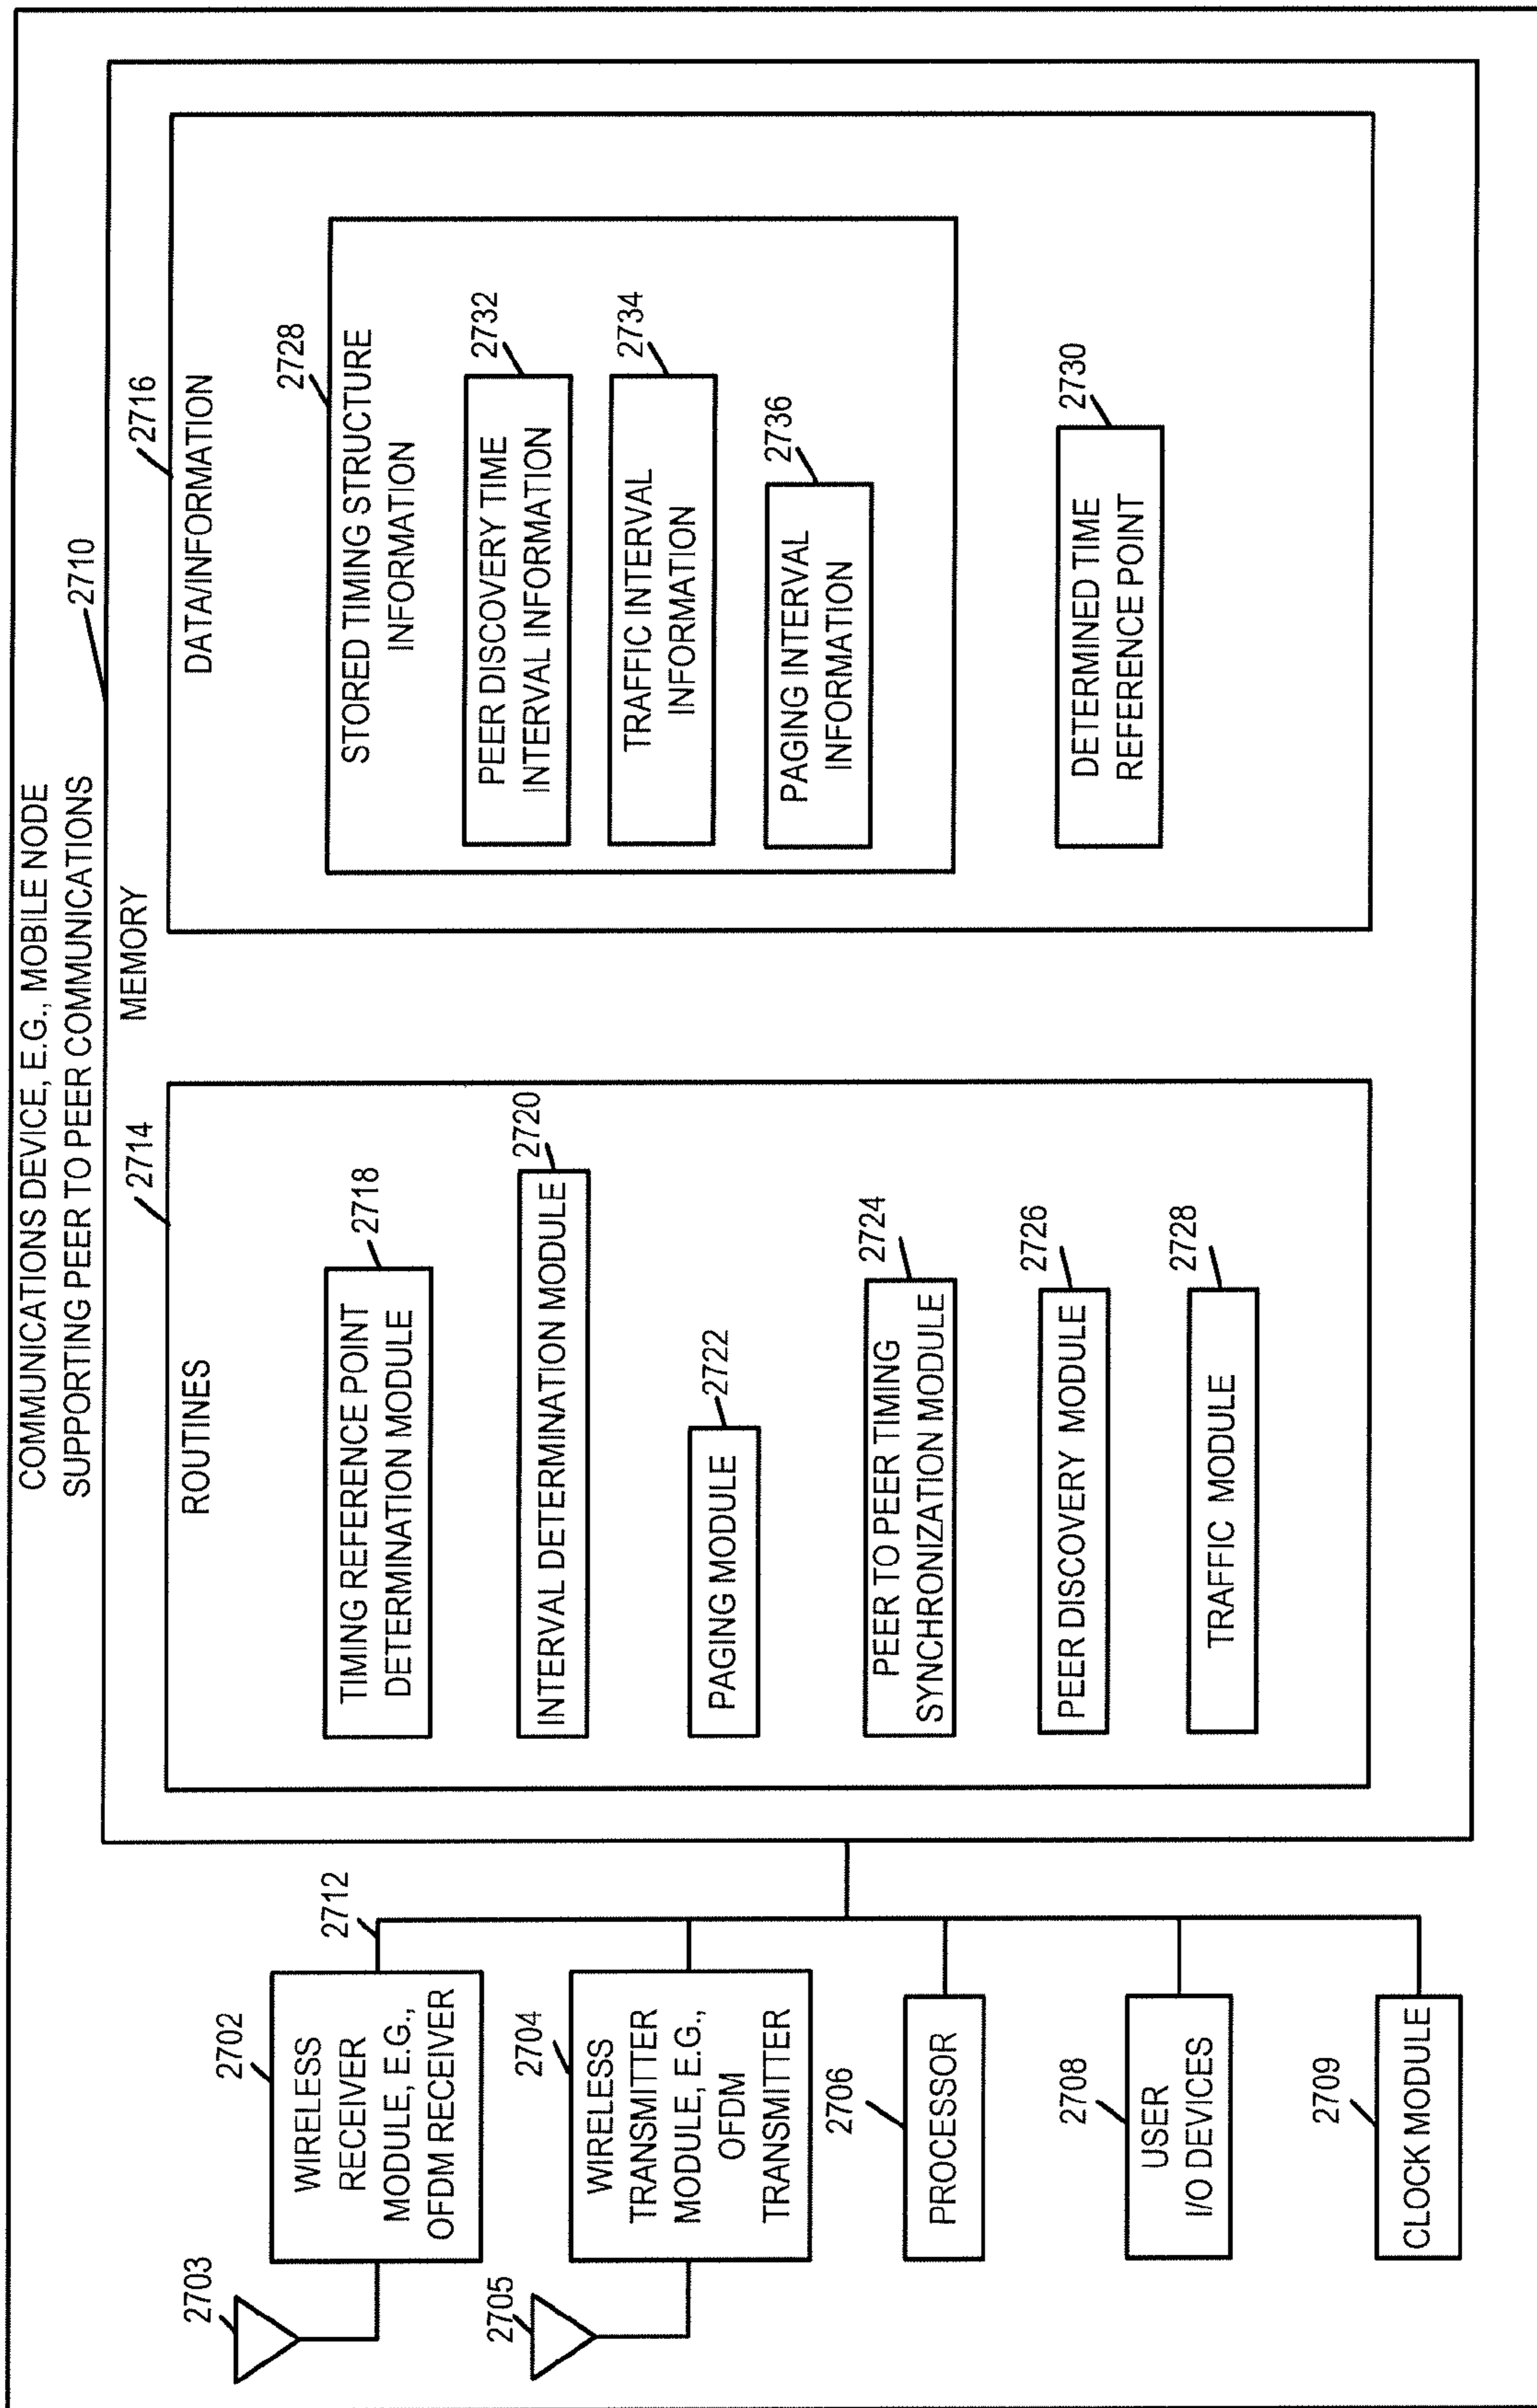 COMMUNICATIONS DEVICE, E.G., MOBILE NODE
SUPPORTING PEER TO PEER COMMUNICATIONS
2710
2703
2702
WIRELESS
RECEIVER
MODULE, E.G.,
OFDM RECEIVER
2712
2705
2704
WIRELESS
TRANSMITTER
MODULE, E.G.,
OFDM
TRANSMITTER
2706
PROCESSOR
2708
USER
I/O DEVICES
2709
CLOCK MODULE
MEMORY
2714
ROUTINES
2718
TIMING REFERENCE POINT
DETERMINATION MODULE
2720
INTERVAL DETERMINATION MODULE
2722
PAGING MODULE
2724
PEER TO PEER TIMING
SYNCHRONIZATION MODULE
2726
PEER DISCOVERY MODULE
2728
TRAFFIC MODULE
2716
DATA/INFORMATION
2728
STORED TIMING STRUCTURE
INFORMATION
2732
PEER DISCOVERY TIME
INTERVAL INFORMATION
2734
TRAFFIC INTERVAL
INFORMATION
2736
PAGING INTERVAL
INFORMATION
2730
DETERMINED TIME
REFERENCE POINT